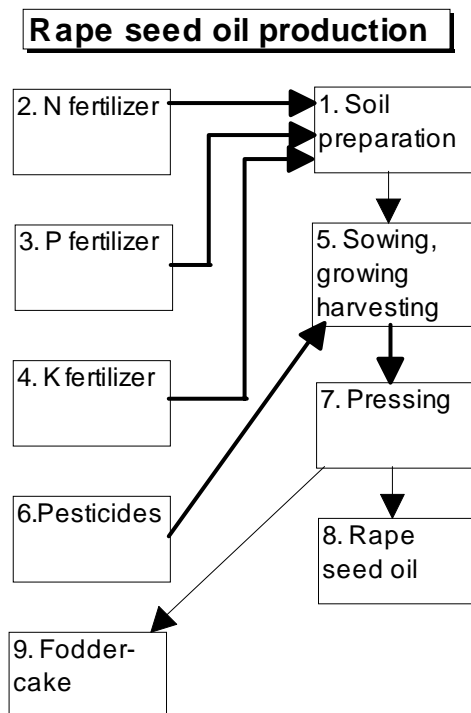 Rape seed oil production
2. N fertilizer
1. Soil
preparation
3. P fertilizer
5. Sowing,
growing
harvesting
4. K fertilizer
7. Pressing
6.Pesticides
8. Rape
seed oil
9. Fodder-
cake